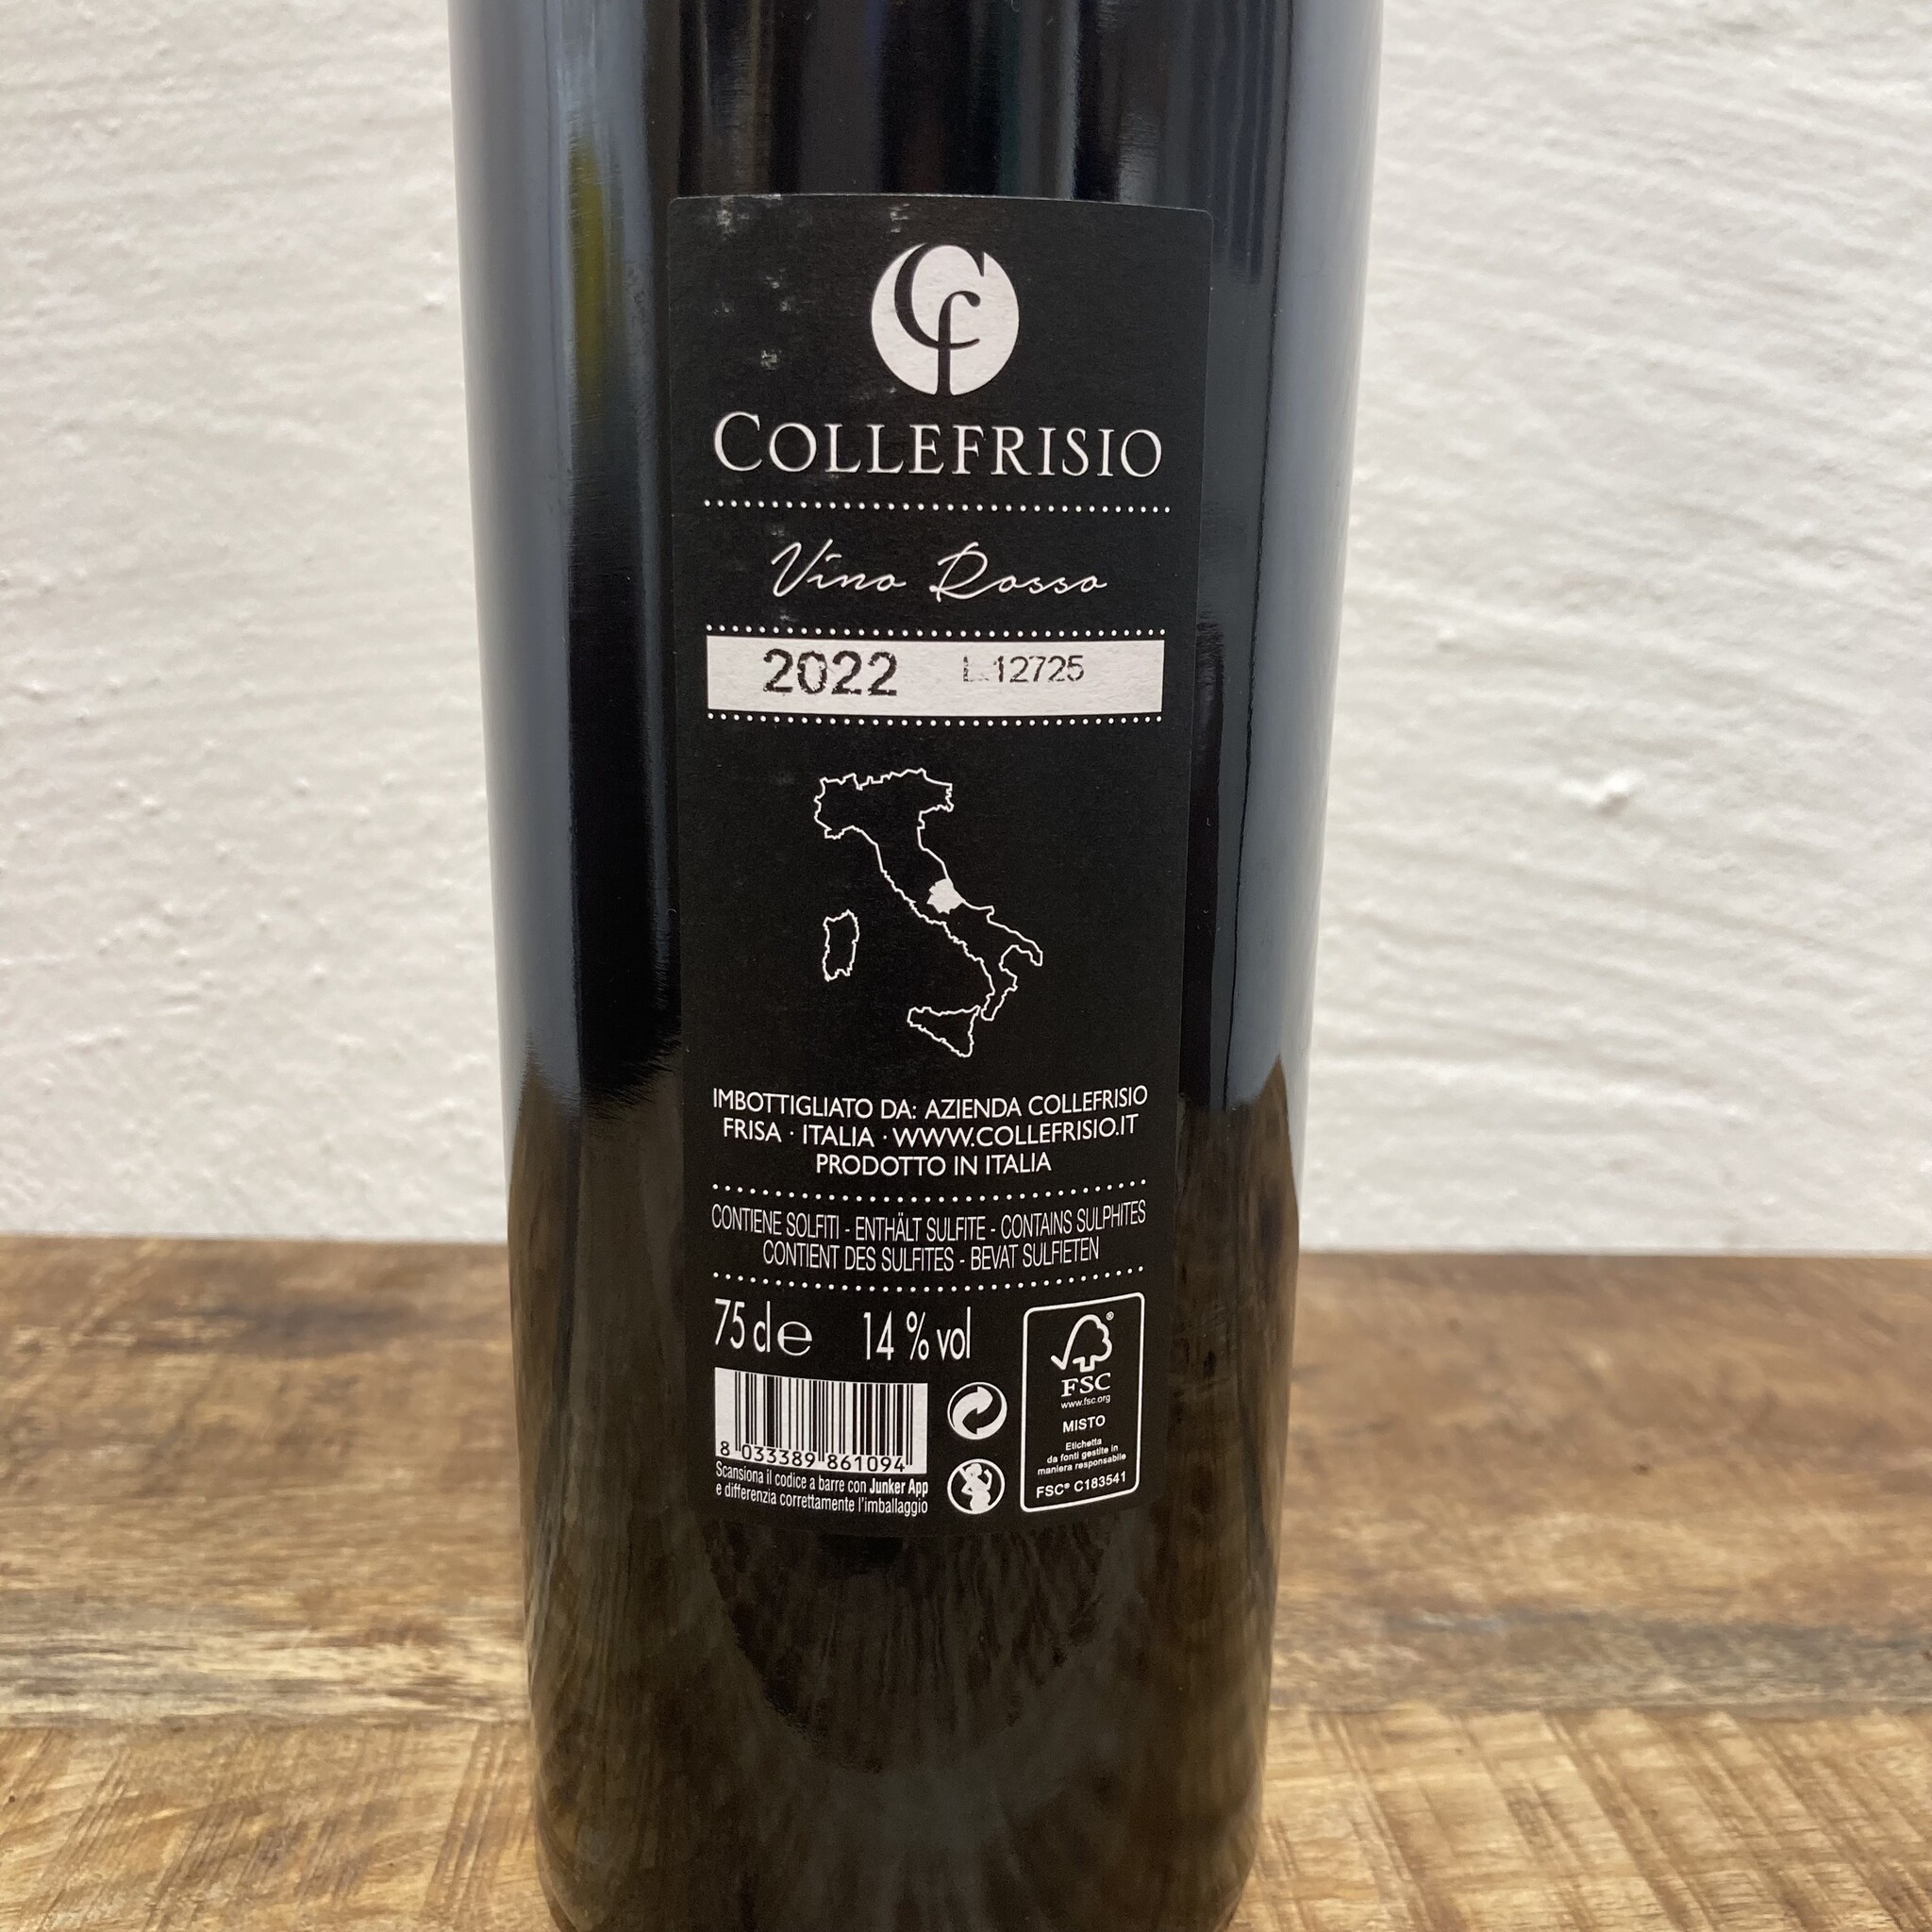 Cf
COLLEFRISIO
Vino Rosso
2022 L.12725
IMBOTTIGLIATO DA: AZIENDA COLLEFRISIO
FRISA · ITALIA · WWW.COLLEFRISIO.IT
PRODOTTO IN ITALIA
CONTIENE SOLFITI - ENTHÄLT SULFITE - CONTAINS SULPHITES
CONTIENT DES SULFITES - BEVAT SULFIETEN
75 cl e 14 % vol
8 033389 861094
Scansiona il codice a barre con Junker App
e differenzia correttamente l'imballaggio
®
FSC
www.fsc.org
MISTO
Etichetta
da fonti gestite in
maniera responsabile
FSC® C183541